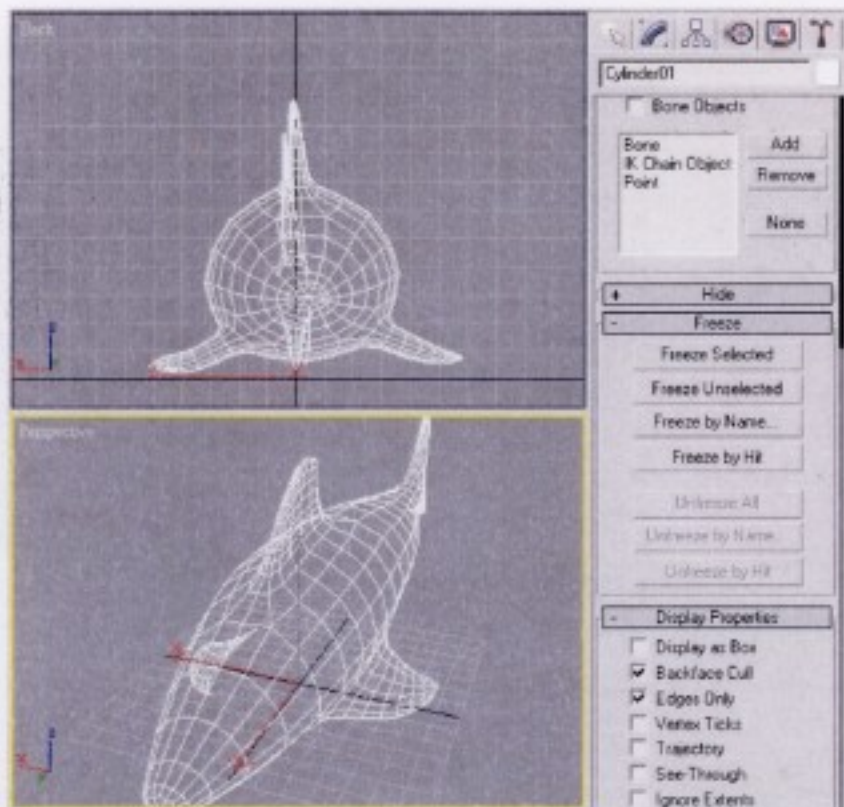 Back
Cylinder01
Bone Objects
Bone
IK Chain Object
Point
Add
Remove
None
+ Hide
- Freeze
Freeze Selected
Freeze Unselected
Freeze by Name...
Freeze by Hit
Unfreeze All
Unfreeze by Name...
Unfreeze by Hit
- Display Properties
Display as Box
Backface Cull
Edges Only
Vertex Ticks
Trajectory
See-Through
Ignore Extents
Perspective